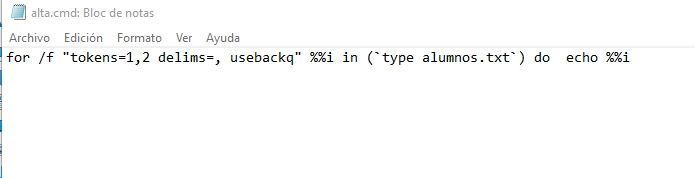 alta.cmd: Bloc de notas
Archivo Edición Formato Ver Ayuda
for /f "tokens=1,2 delims=, usebackq" %%i in (`type alumnos.txt`) do  echo %%i